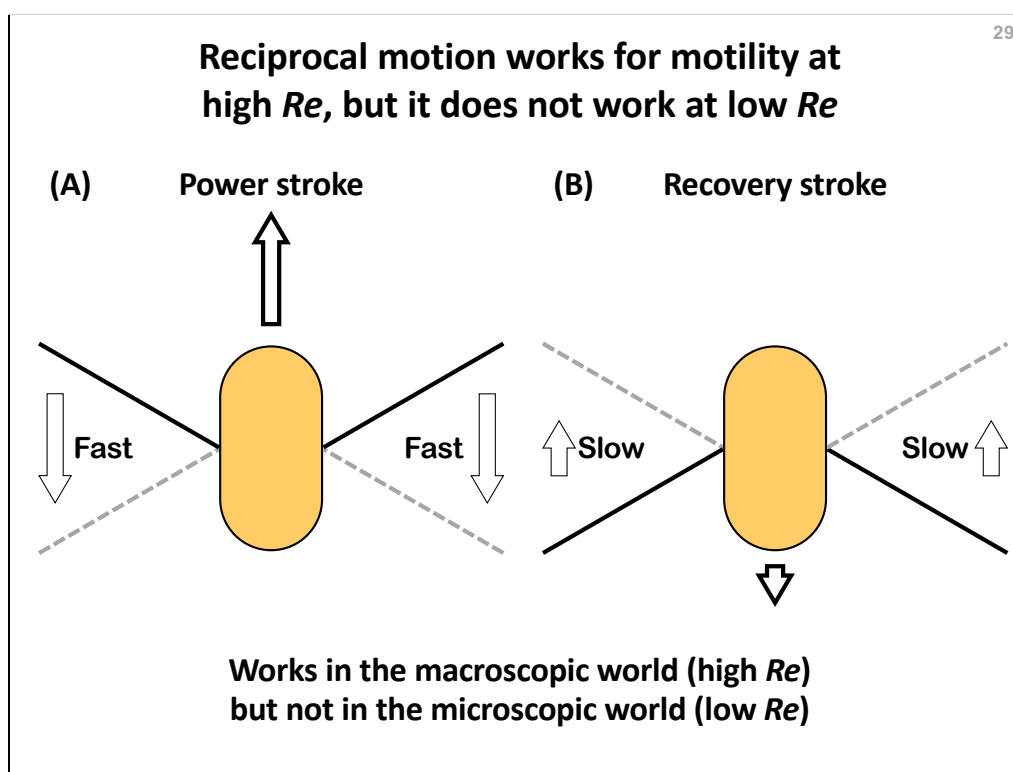 29
Reciprocal motion works for motility at
high Re, but it does not work at low Re
(A) Power stroke
(B) Recovery stroke
Fast
Fast
Slow
Slow
Works in the macroscopic world (high Re)
but not in the microscopic world (low Re)